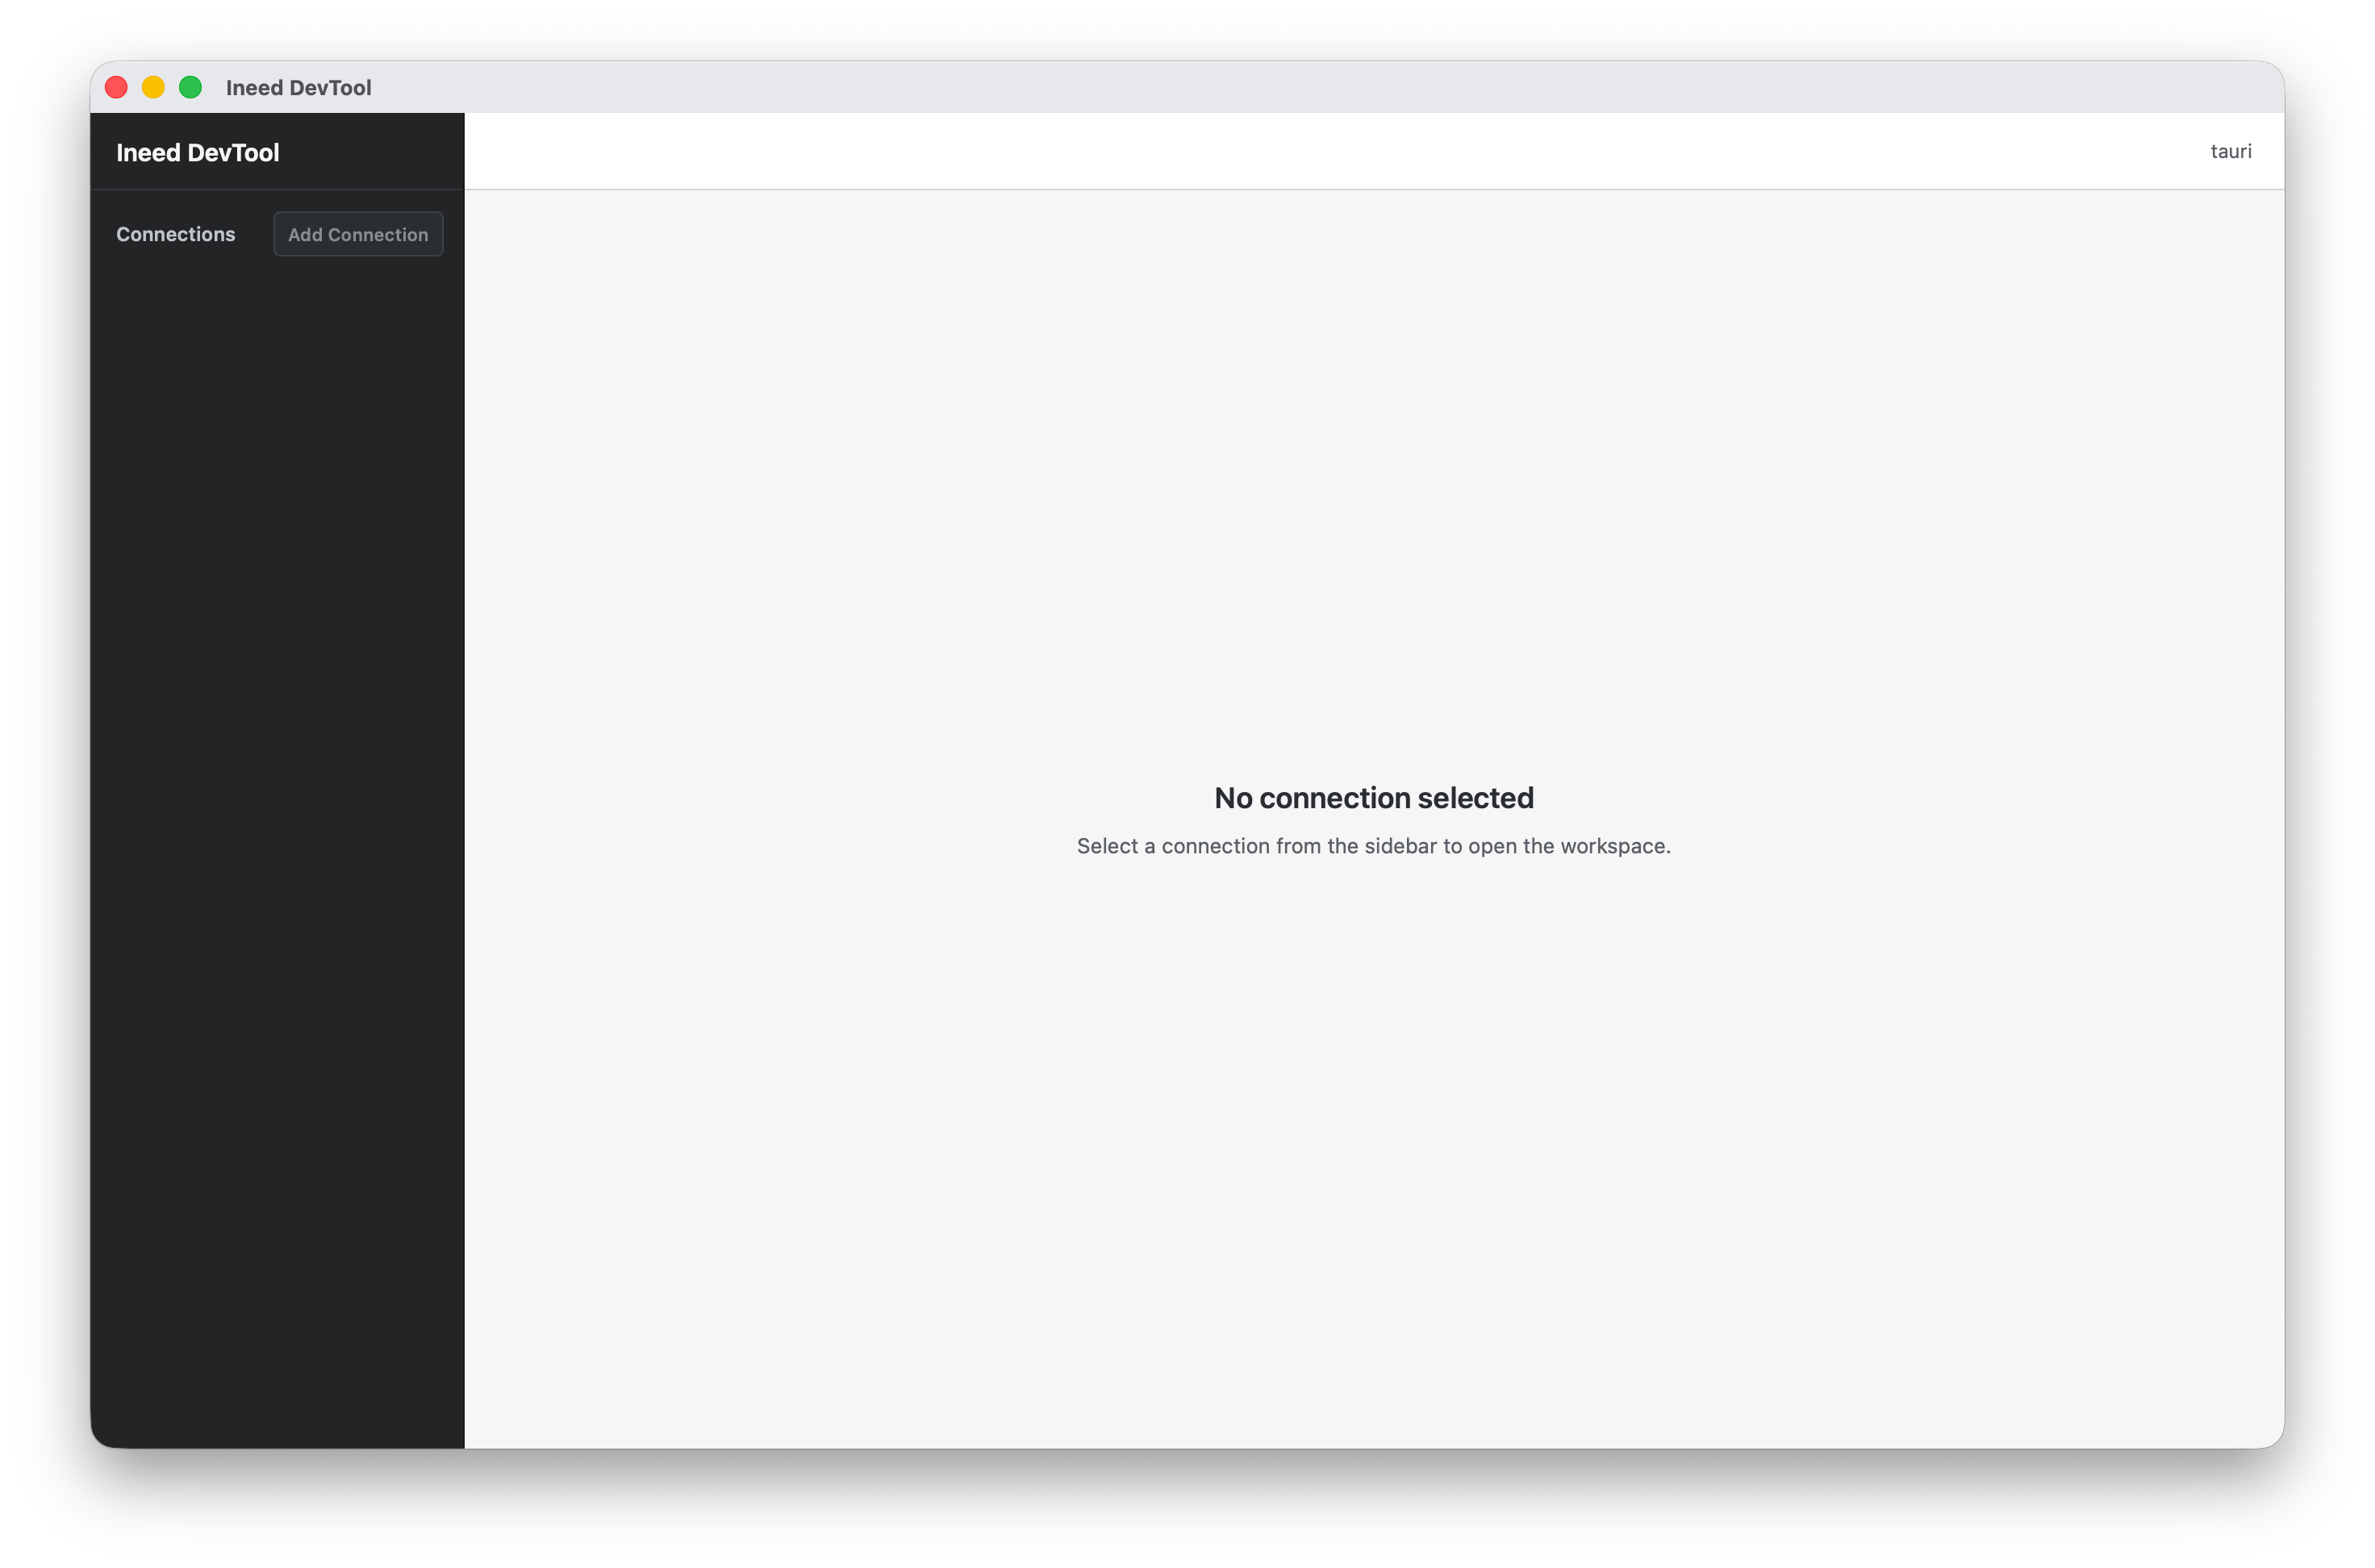 Ineed DevTool
Ineed DevTool
tauri
Connections
Add Connection
No connection selected
Select a connection from the sidebar to open the workspace.